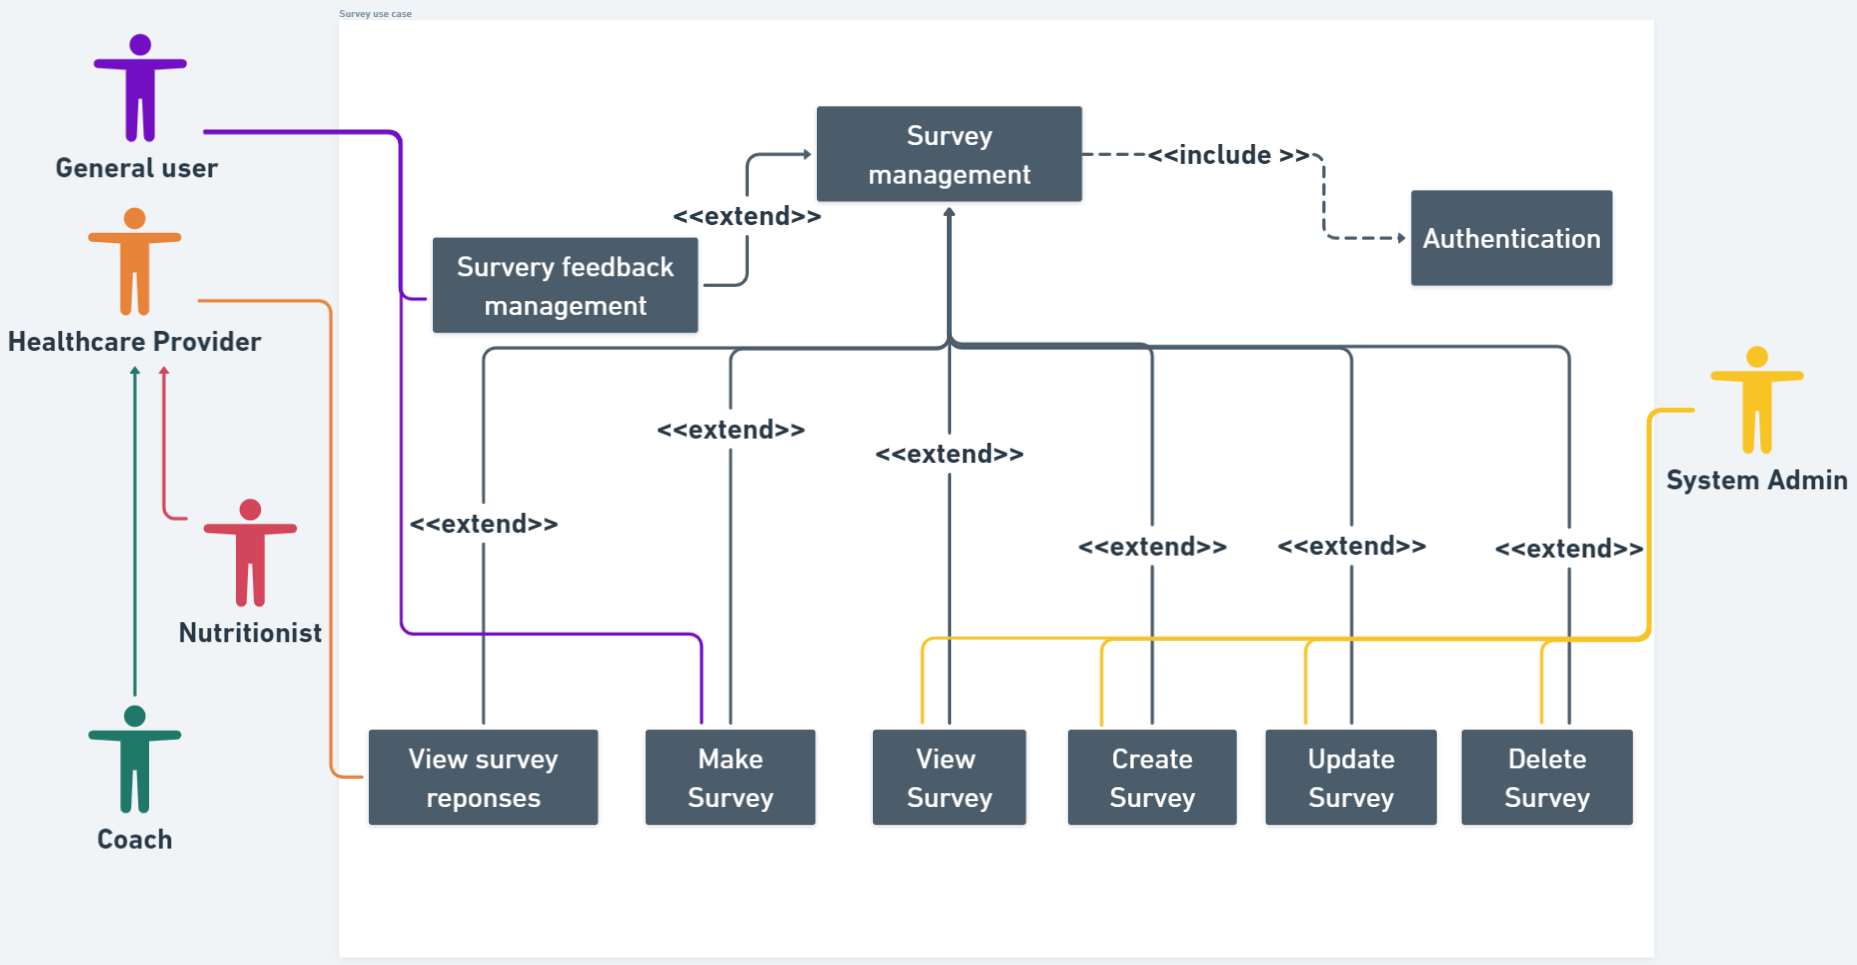 Survey use case
General user
Healthcare Provider
Nutritionist
Coach
System Admin
Survey
management
<<include >>
Authentication
<<extend>>
Survery feedback
management
<<extend>>
<<extend>>
<<extend>>
<<extend>>
<<extend>>
<<extend>>
View survey
reponses
Make
Survey
View
Survey
Create
Survey
Update
Survey
Delete
Survey